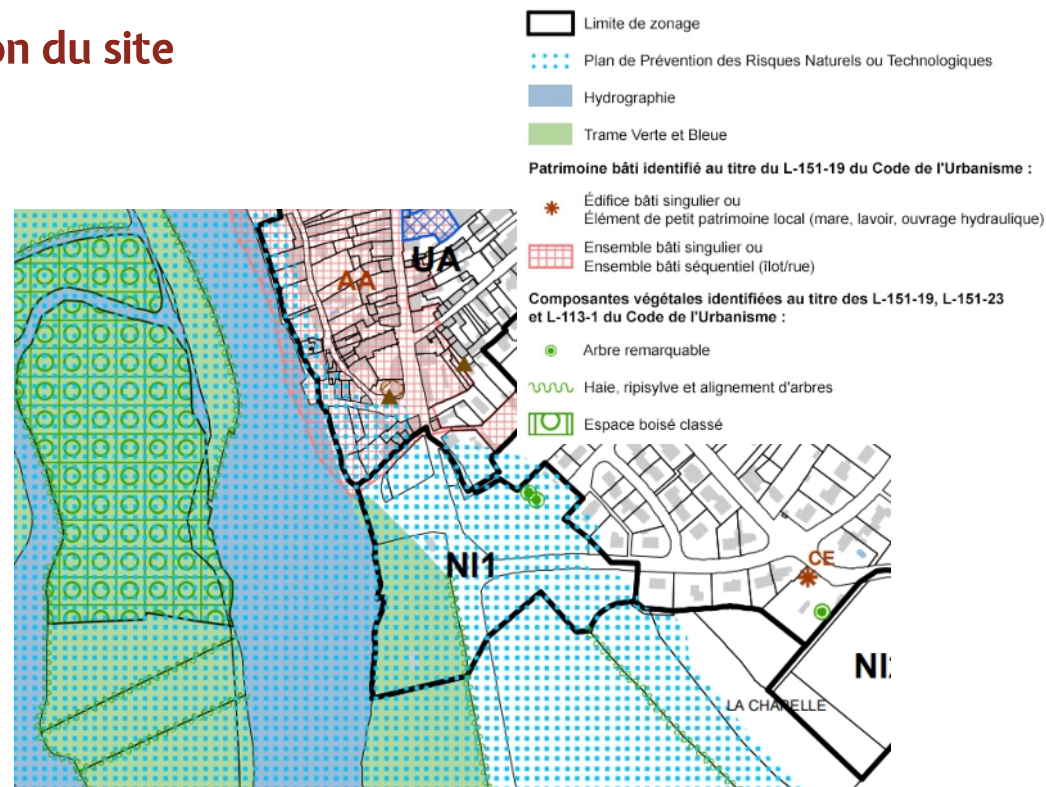 on du site
Limite de zonage
Plan de Prévention des Risques Naturels ou Technologiques
Hydrographie
Trame Verte et Bleue
Patrimoine bâti identifié au titre du L-151-19 du Code de l'Urbanisme :
Édifice bâti singulier ou
Élément de petit patrimoine local (mare, lavoir, ouvrage hydraulique)
Ensemble bâti singulier ou
Ensemble bâti séquentiel (îlot/rue)
Composantes végétales identifiées au titre des L-151-19, L-151-23
et L-113-1 du Code de l'Urbanisme :
Arbre remarquable
Haie, ripisylve et alignement d'arbres
Espace boisé classé
UA
AA
NI1
CE
NI
LA CHAPELLE